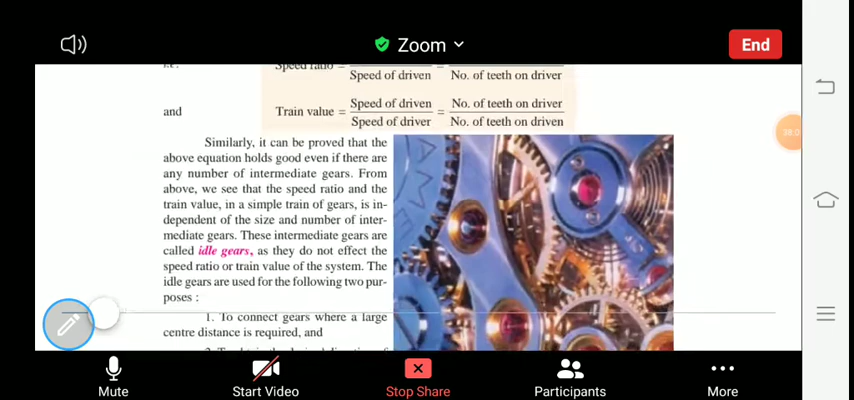 Zoom
End
i.e.
Speed ratio =
Speed of driven = No. of teeth on driver
and Train value = Speed of driven / Speed of driver = No. of teeth on driver / No. of teeth on driven
38:0
Similarly, it can be proved that the
above equation holds good even if there are
any number of intermediate gears. From
above, we see that the speed ratio and the
train value, in a simple train of gears, is in-
dependent of the size and number of inter-
mediate gears. These intermediate gears are
called idle gears, as they do not effect the
speed ratio or train value of the system. The
idle gears are used for the following two pur-
poses :
1. To connect gears where a large
centre distance is required, and
Mute
Start Video
Stop Share
Participants
More